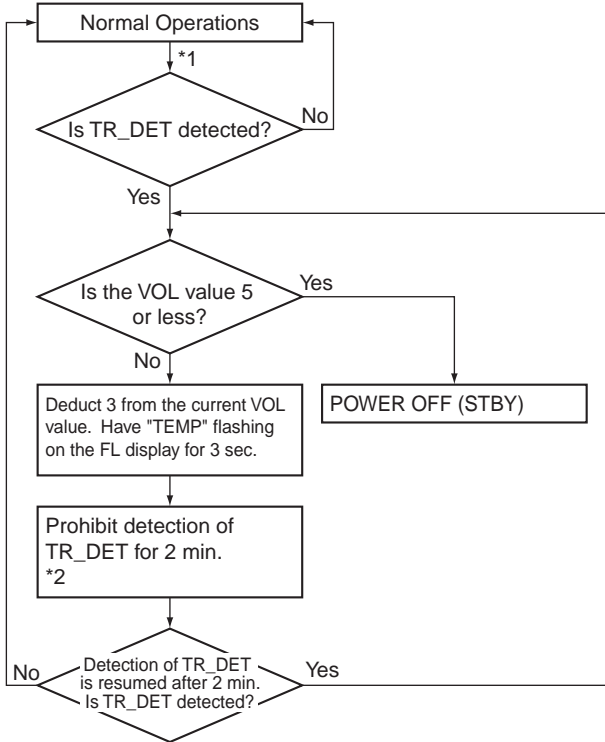 Normal Operations
*1
Is TR_DET detected?
No
Yes
Is the VOL value 5
or less?
Yes
No
Deduct 3 from the current VOL
value. Have "TEMP" flashing
on the FL display for 3 sec.
POWER OFF (STBY)
Prohibit detection of
TR_DET for 2 min.
*2
Detection of TR_DET
is resumed after 2 min.
Is TR_DET detected?
No
Yes